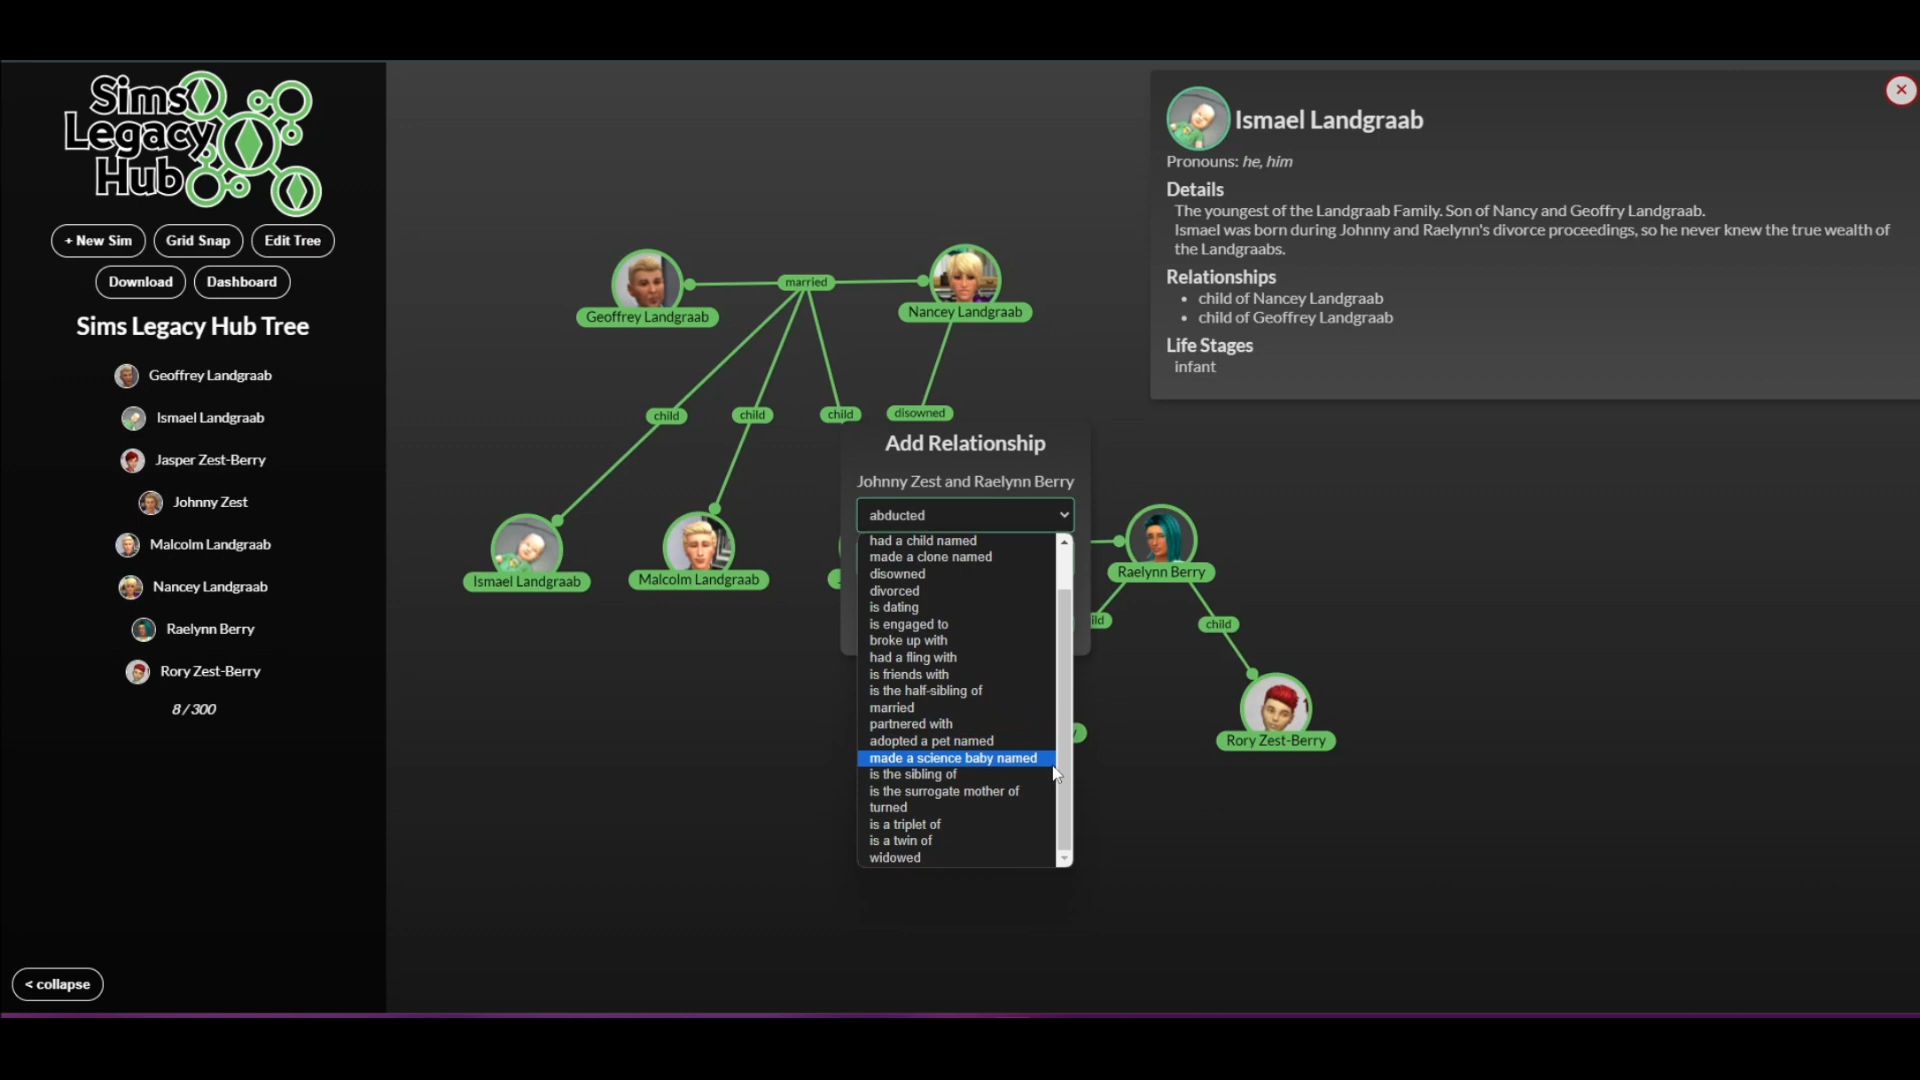 Sims
Legacy
Hub
+ New Sim
Grid Snap
Edit Tree
Download
Dashboard
Sims Legacy Hub Tree
Geoffrey Landgraab
Ismael Landgraab
Jasper Zest-Berry
Johnny Zest
Malcolm Landgraab
Nancey Landgraab
Raelynn Berry
Rory Zest-Berry
8 / 300
< collapse
Geoffrey Landgraab
married
Nancey Landgraab
child
child
child
disowned
Ismael Landgraab
Malcolm Landgraab
Raelynn Berry
child
Rory Zest-Berry
Add Relationship
Johnny Zest and Raelynn Berry
abducted
had a child named
made a clone named
disowned
divorced
is dating
is engaged to
broke up with
had a fling with
is friends with
is the half-sibling of
married
partnered with
adopted a pet named
made a science baby named
is the sibling of
is the surrogate mother of
turned
is a triplet of
is a twin of
widowed
Ismael Landgraab
Pronouns: he, him
Details
The youngest of the Landgraab Family. Son of Nancy and Geoffry Landgraab.
Ismael was born during Johnny and Raelynn's divorce proceedings, so he never knew the true wealth of
the Landgraabs.
Relationships
• child of Nancey Landgraab
• child of Geoffrey Landgraab
Life Stages
infant